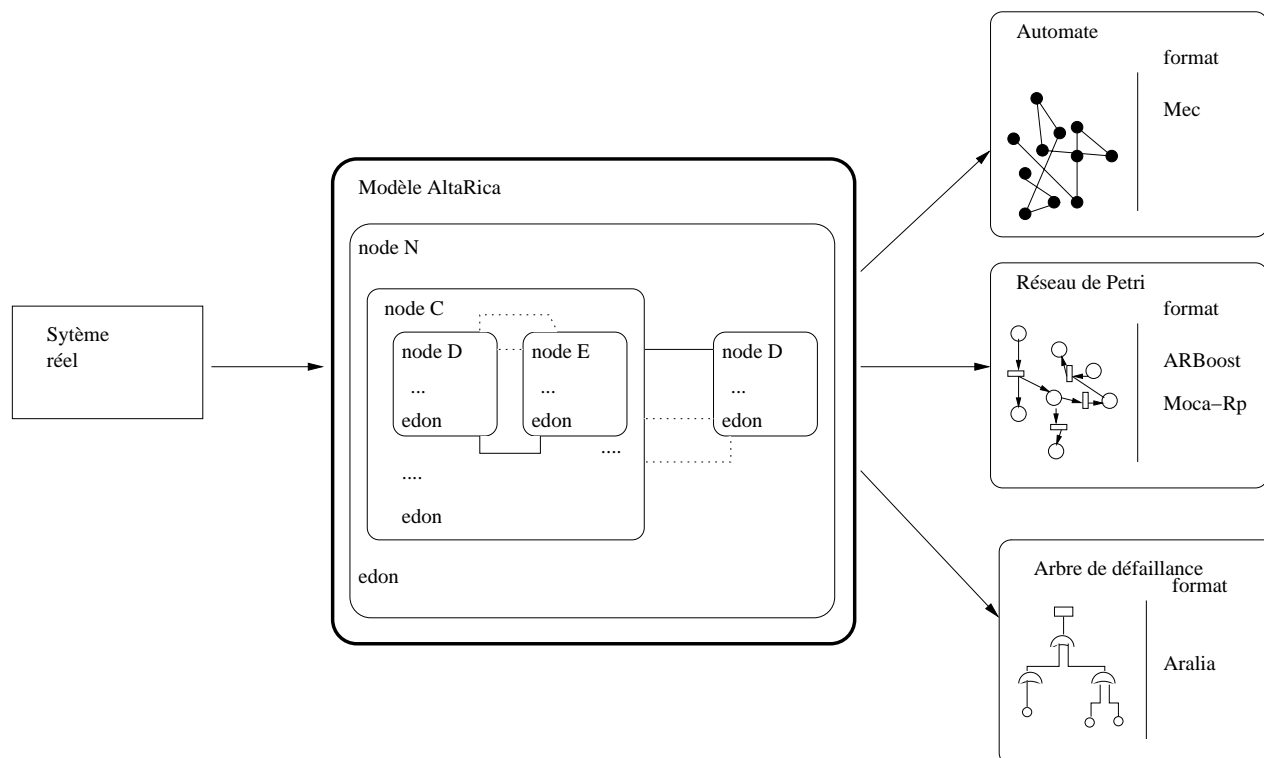 Sytème
réel
Modèle AltaRica
node N
node C
node D
...
edon
node E
...
edon
....
....
edon
node D
...
edon
edon
Automate
format
Mec
Réseau de Petri
format
ARBoost
Moca−Rp
Arbre de défaillance
format
Aralia